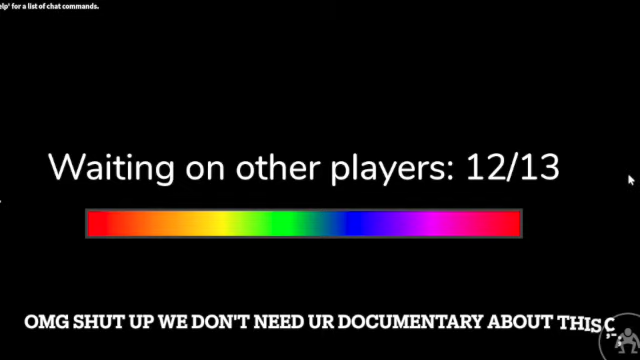 elp' for a list of chat commands.
Waiting on other players: 12/13
OMG SHUT UP WE DON'T NEED UR DOCUMENTARY ABOUT THIS